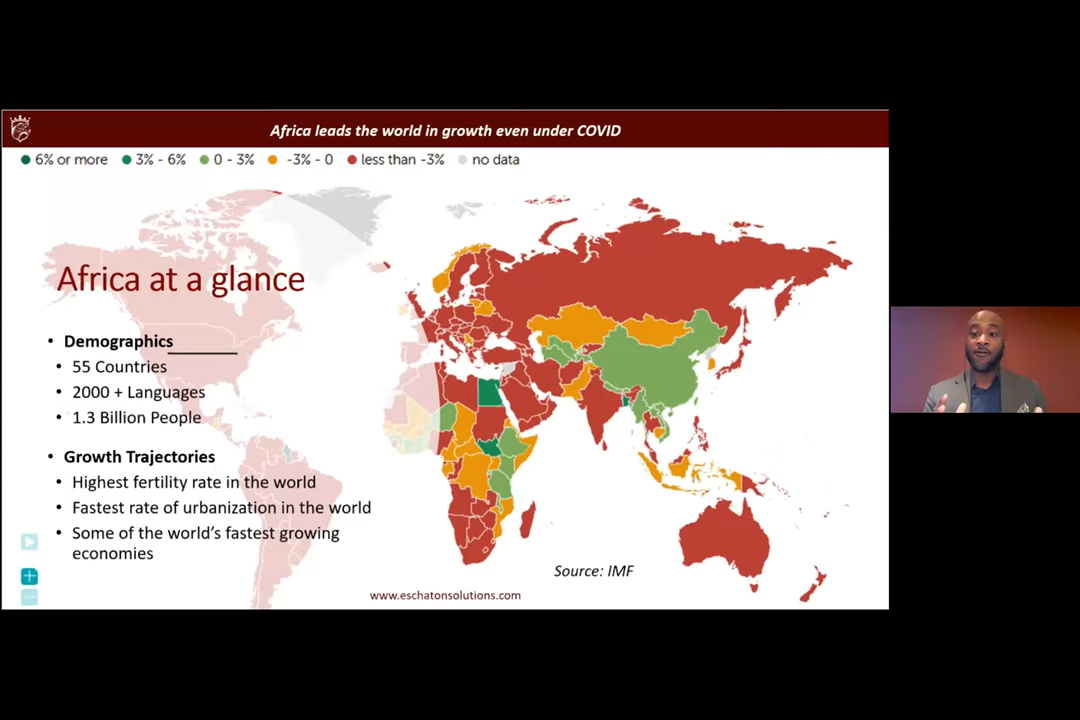 Africa leads the world in growth even under COVID
6% or more 3% - 6% 0 - 3% -3% - 0 less than -3% no data
Africa at a glance
• Demographics
• 55 Countries
• 2000 + Languages
• 1.3 Billion People
• Growth Trajectories
• Highest fertility rate in the world
• Fastest rate of urbanization in the world
• Some of the world's fastest growing
economies
Source: IMF
www.eschatonsolutions.com